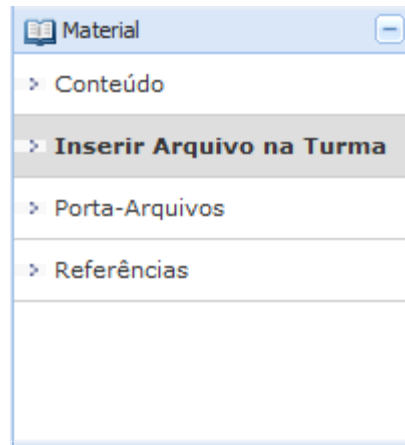 Material
Conteúdo
Inserir Arquivo na Turma
Porta-Arquivos
Referências